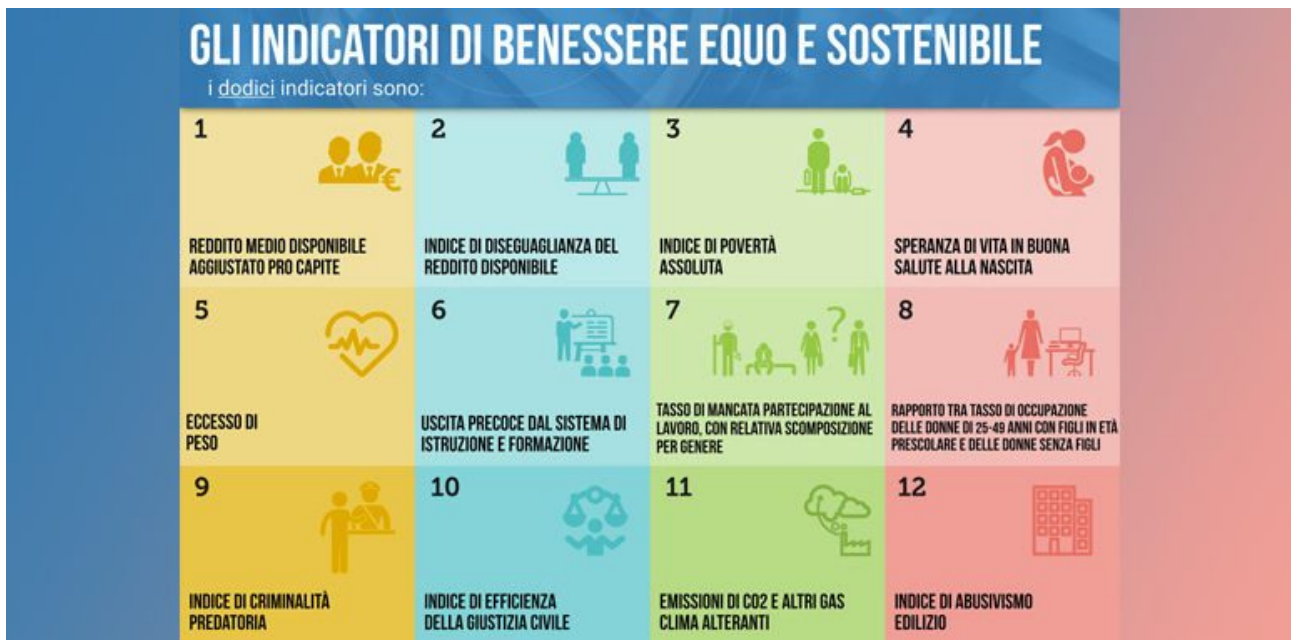 GLI INDICATORI DI BENESSERE EQUO E SOSTENIBILE
i dodici indicatori sono:
1
€
REDDITO MEDIO DISPONIBILE
AGGIUSTATO PRO CAPITE
2
INDICE DI DISEGUAGLIANZA DEL
REDDITO DISPONIBILE
3
INDICE DI POVERTÀ
ASSOLUTA
4
SPERANZA DI VITA IN BUONA
SALUTE ALLA NASCITA
5
ECCESSO DI
PESO
6
USCITA PRECOCE DAL SISTEMA DI
ISTRUZIONE E FORMAZIONE
7
?
TASSO DI MANCATA PARTECIPAZIONE AL
LAVORO, CON RELATIVA SCOMPOSIZIONE
PER GENERE
8
RAPPORTO TRA TASSO DI OCCUPAZIONE
DELLE DONNE DI 25-49 ANNI CON FIGLI IN ETÀ
PRESCOLARE E DELLE DONNE SENZA FIGLI
9
INDICE DI CRIMINALITÀ
PREDATORIA
10
INDICE DI EFFICIENZA
DELLA GIUSTIZIA CIVILE
11
EMISSIONI DI CO2 E ALTRI GAS
CLIMA ALTERANTI
12
INDICE DI ABUSIVISMO
EDILIZIO